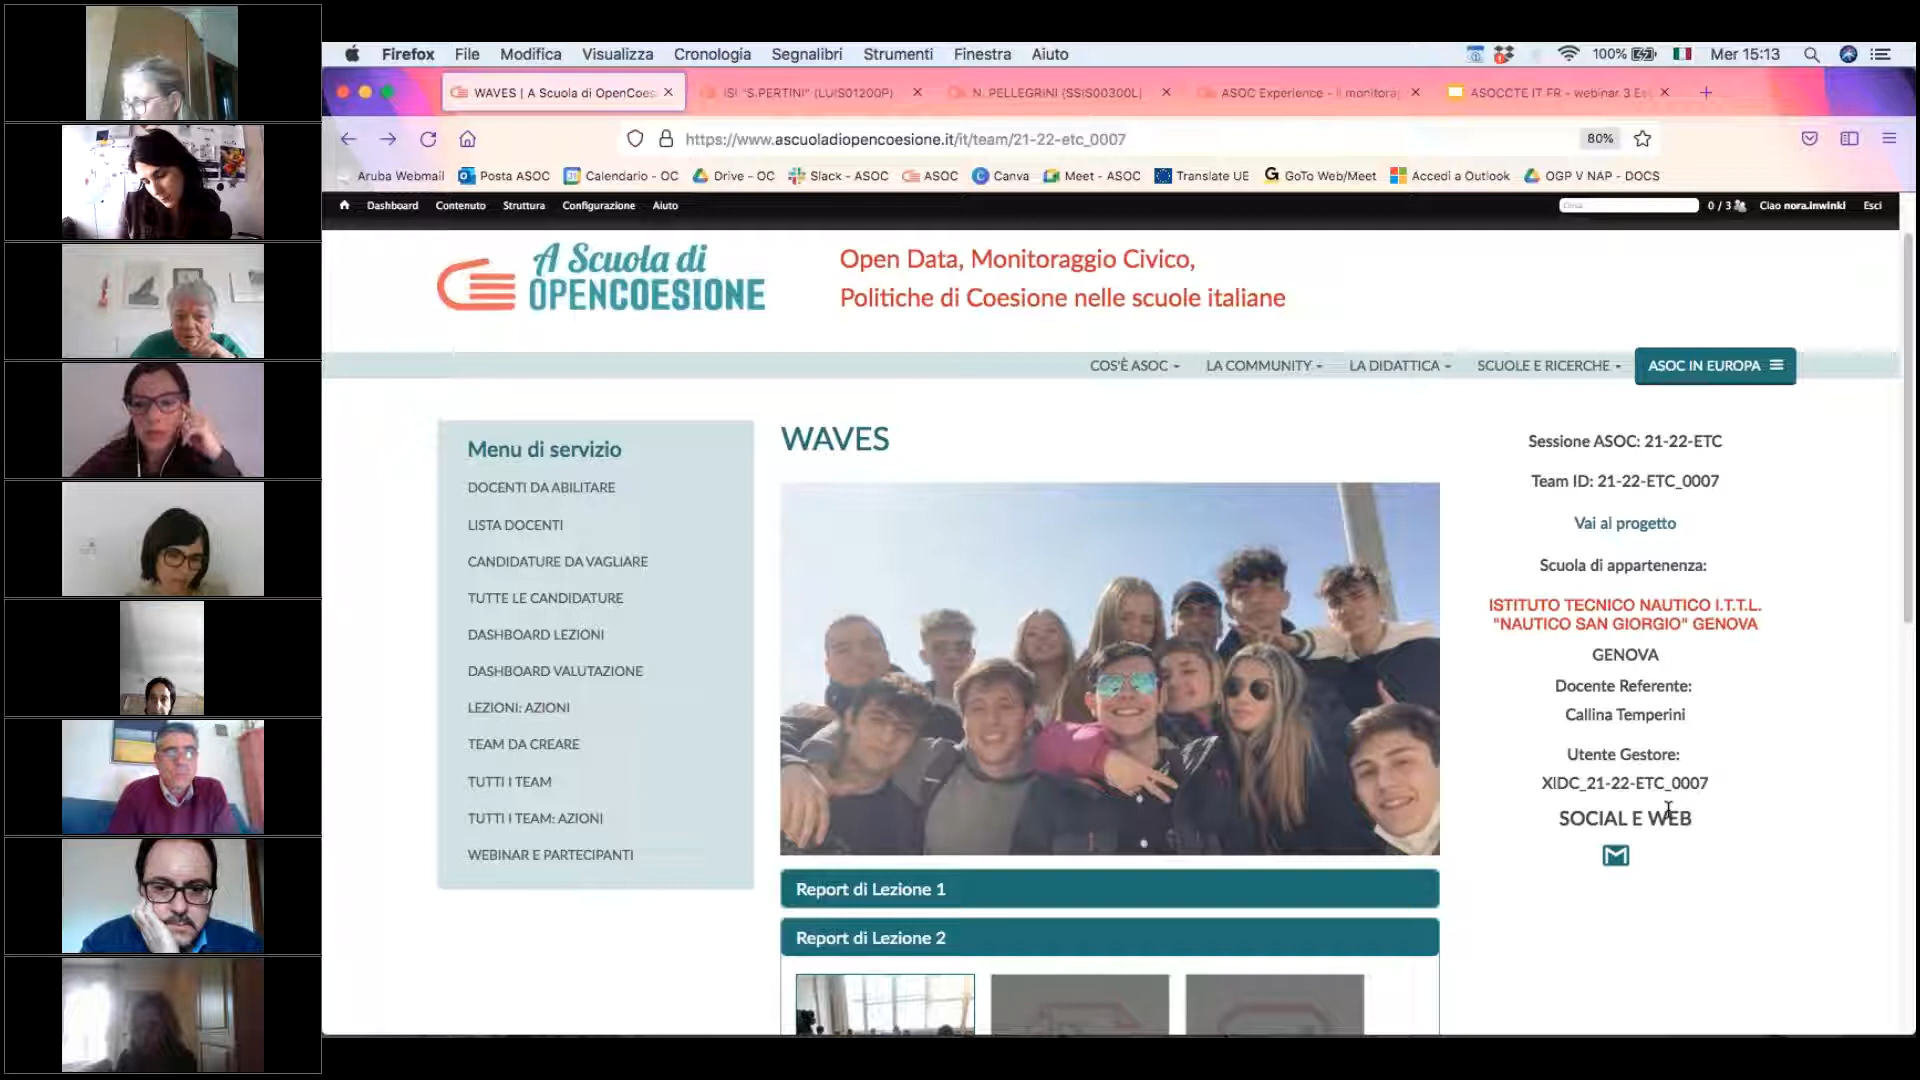 Firefox File Modifica Visualizza Cronologia Segnalibri Strumenti Finestra Aiuto 100% Mer 15:13
WAVES | A Scuola di OpenCoes ISI "S.PERTINI" (LUIS01200P) N. PELLEGRINI (SSIS00300L) ASOC Experience - Il monitorag ASOCCTE IT FR - webinar 3 Es
https://www.ascuoladiopencoesione.it/it/team/21-22-etc_0007 80%
Aruba Webmail Posta ASOC Calendario - OC Drive - OC Slack - ASOC ASOC Canva Meet - ASOC Translate UE GoTo Web/Meet Accedi a Outlook OGP V NAP - DOCS
Dashboard Contenuto Struttura Configurazione Aiuto 0 / 3 Ciao nora.inwinkl Esci
A Scuola di
OPENCOESIONE
Open Data, Monitoraggio Civico,
Politiche di Coesione nelle scuole italiane
COS'È ASOC LA COMMUNITY LA DIDATTICA SCUOLE E RICERCHE ASOC IN EUROPA
Menu di servizio
DOCENTI DA ABILITARE
LISTA DOCENTI
CANDIDATURE DA VAGLIARE
TUTTE LE CANDIDATURE
DASHBOARD LEZIONI
DASHBOARD VALUTAZIONE
LEZIONI: AZIONI
TEAM DA CREARE
TUTTI I TEAM
TUTTI I TEAM: AZIONI
WEBINAR E PARTECIPANTI
WAVES
Report di Lezione 1
Report di Lezione 2
Sessione ASOC: 21-22-ETC
Team ID: 21-22-ETC_0007
Vai al progetto
Scuola di appartenenza:
ISTITUTO TECNICO NAUTICO I.T.T.L.
"NAUTICO SAN GIORGIO" GENOVA
GENOVA
Docente Referente:
Callina Temperini
Utente Gestore:
XIDC_21-22-ETC_0007
SOCIAL E WEB